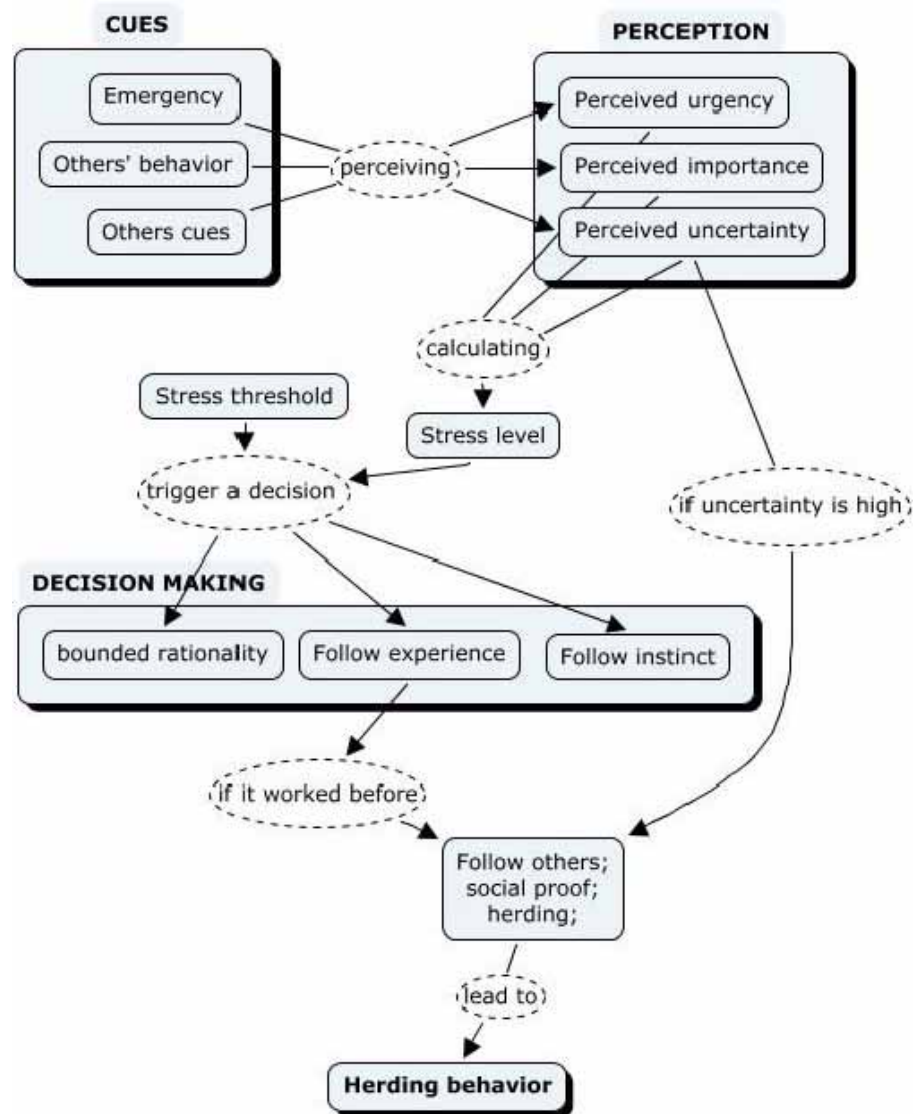 CUES
PERCEPTION
Emergency
Others' behavior
Others cues
perceiving
Perceived urgency
Perceived importance
Perceived uncertainty
calculating
Stress threshold
Stress level
trigger a decision
if uncertainty is high
DECISION MAKING
bounded rationality
Follow experience
Follow instinct
if it worked before
Follow others;
social proof;
herding;
lead to
Herding behavior